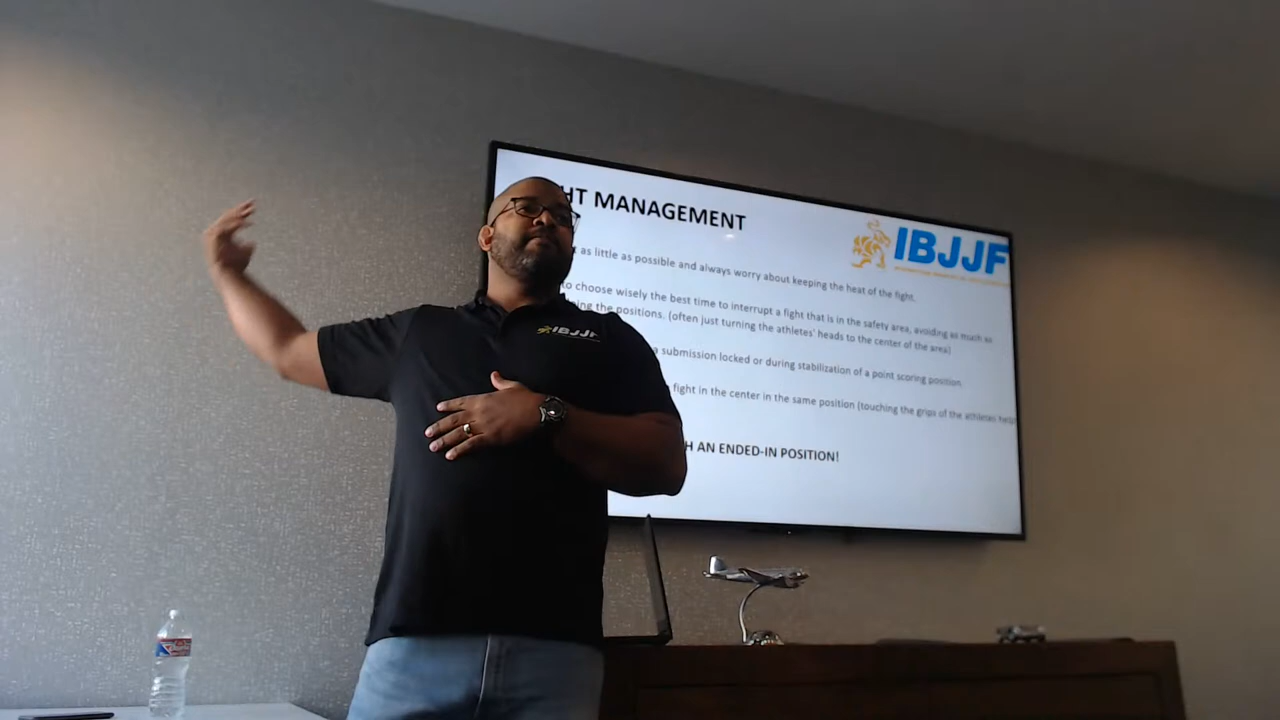 HT MANAGEMENT
IBJJF
as little as possible and always worry about keeping the heat of the fight.
to choose wisely the best time to interrupt a fight that is in the safety area, avoiding as much as
the positions. (often just turning the athletes' heads to the center of the area)
a submission locked or during stabilization of a point scoring position
fight in the center in the same position (touching the grips of the athletes help
H AN ENDED-IN POSITION!
IBJJF